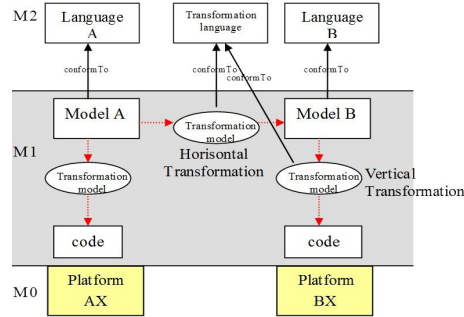 M2
Language
A
Transformation
language
Language
B
conformTo
conformTo
conformTo
conformTo
M1
Model A
Transformation
model
Horisontal
Transformation
Model B
Transformation
model
Transformation
model
Vertical
Transformation
code
code
M0
Platform
AX
Platform
BX